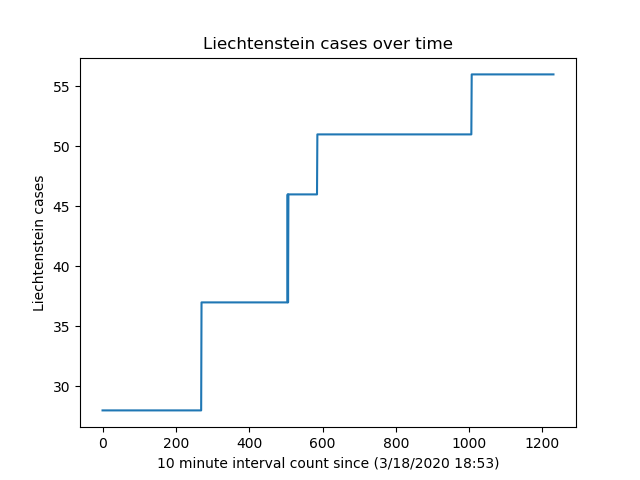 Liechtenstein cases over time
Liechtenstein cases
55
50
45
40
35
30
0 200 400 600 800 1000 1200
10 minute interval count since (3/18/2020 18:53)